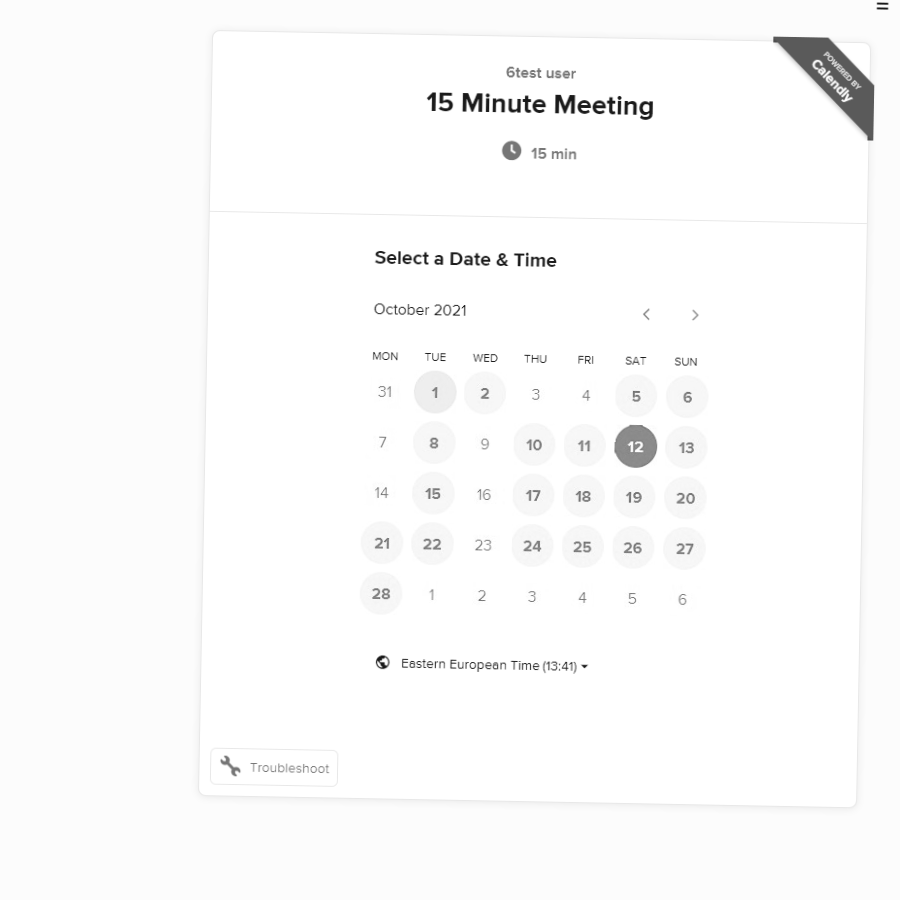 POWERED BY
Calendly
6test user
15 Minute Meeting
15 min
Select a Date & Time
October 2021
MON TUE WED THU FRI SAT SUN
31 1 2 3 4 5 6
7 8 9 10 11 12 13
14 15 16 17 18 19 20
21 22 23 24 25 26 27
28 1 2 3 4 5 6
Eastern European Time (13:41)
Troubleshoot